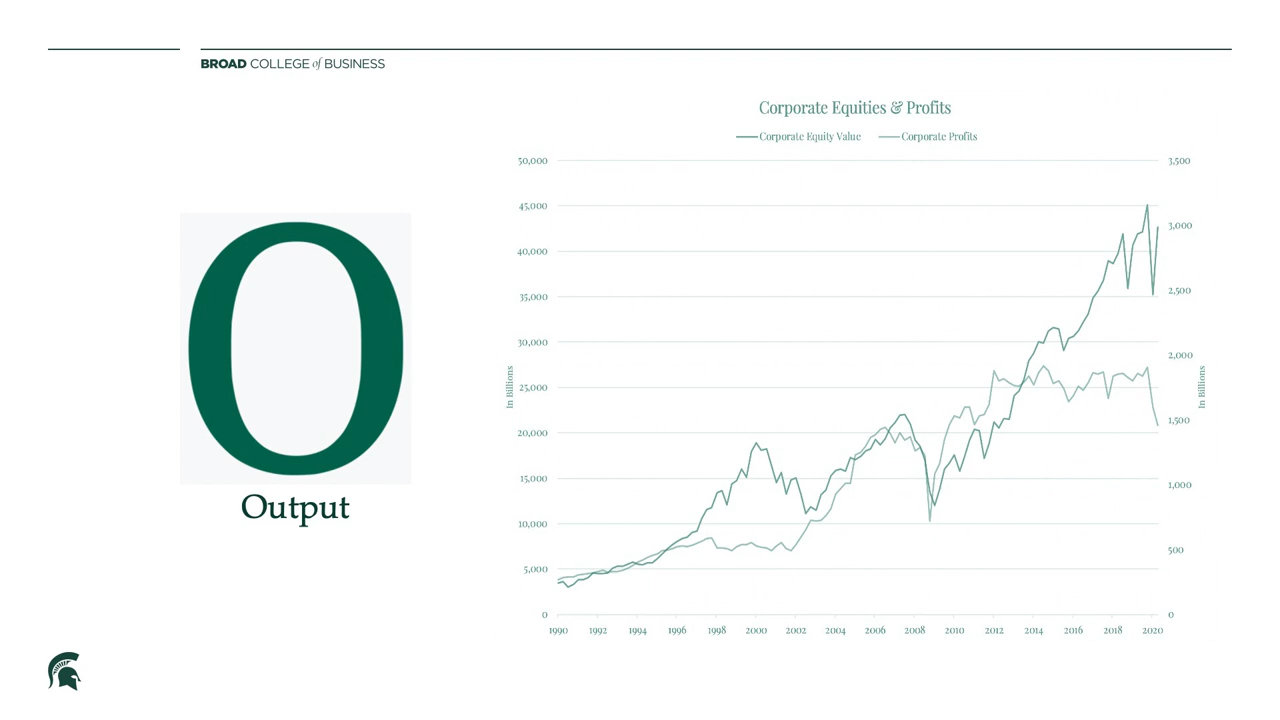 BROAD COLLEGE of BUSINESS
O
Output
Corporate Equities & Profits
Corporate Equity Value Corporate Profits
In Billions
50,000
45,000
40,000
35,000
30,000
25,000
20,000
15,000
10,000
5,000
0
3,500
3,000
2,500
2,000
1,500
1,000
500
0
In Billions
1990 1992 1994 1996 1998 2000 2002 2004 2006 2008 2010 2012 2014 2016 2018 2020